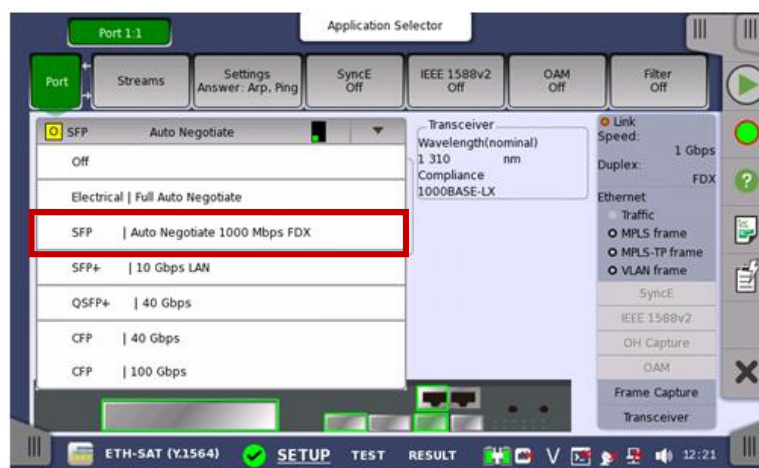 Port 1:1
Application Selector
Port
Streams
Settings
Answer: Arp, Ping
SyncE
Off
IEEE 1588v2
Off
OAM
Off
Filter
Off
O SFP Auto Negotiate
Off
Electrical | Full Auto Negotiate
SFP | Auto Negotiate 1000 Mbps FDX
SFP+ | 10 Gbps LAN
QSFP+ | 40 Gbps
CFP | 40 Gbps
CFP | 100 Gbps
Transceiver
Wavelength(nominal)
1 310 nm
Compliance
1000BASE-LX
Link
Speed:
1 Gbps
Duplex:
FDX
Ethernet
Traffic
MPLS frame
MPLS-TP frame
VLAN frame
SyncE
IEEE 1588v2
OH Capture
OAM
Frame Capture
Transceiver
ETH-SAT (Y.1564) SETUP TEST RESULT V 12:21